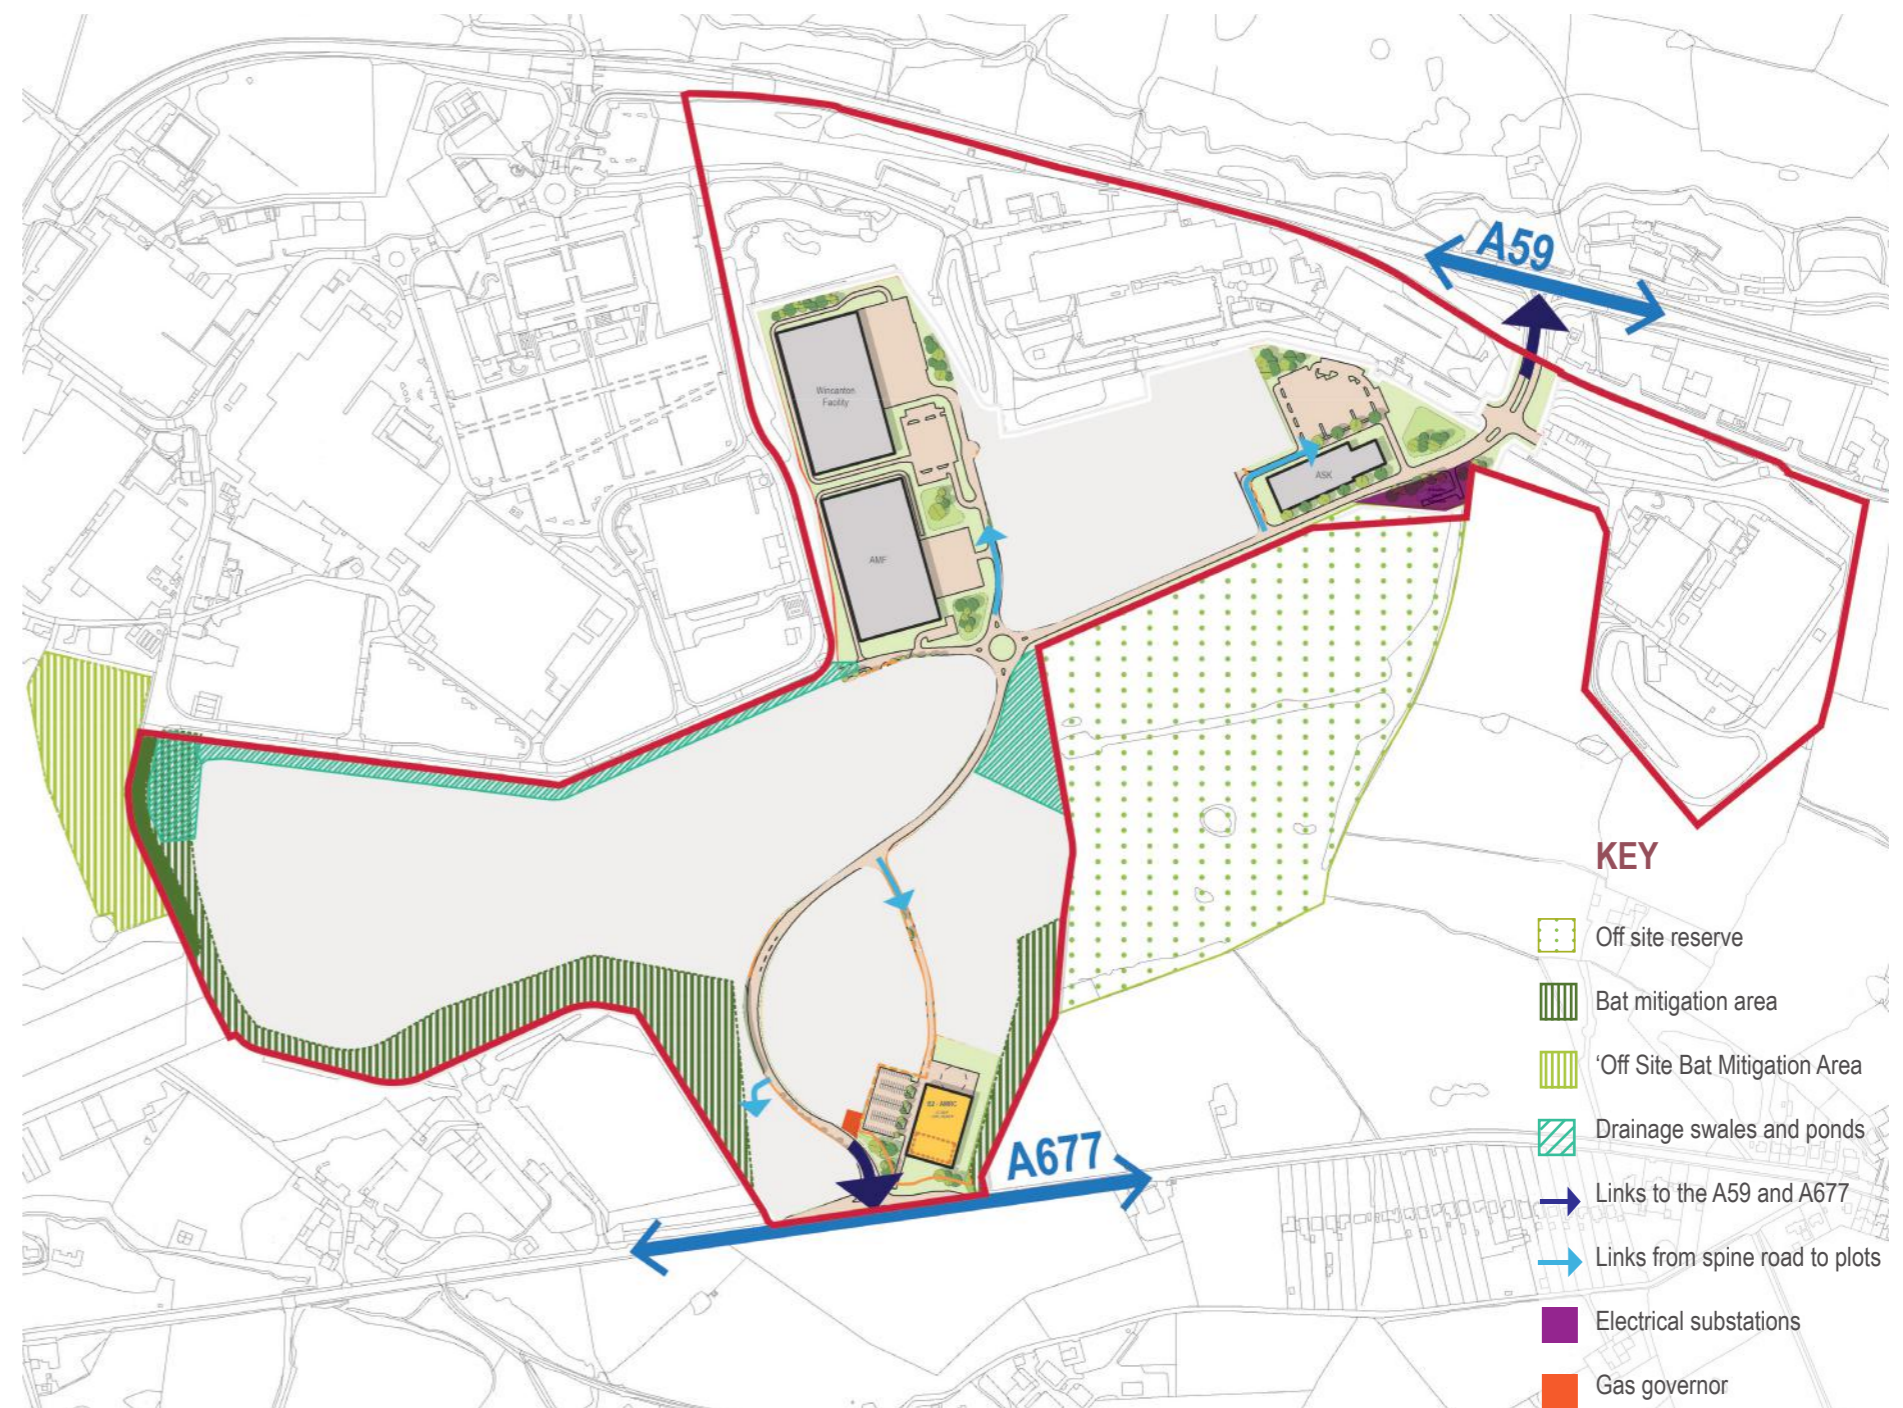 A59
Wincanton
Facility
ASK
AMF
A677
KEY
Off site reserve
Bat mitigation area
‘Off Site Bat Mitigation Area
Drainage swales and ponds
Links to the A59 and A677
Links from spine road to plots
Electrical substations
Gas governor